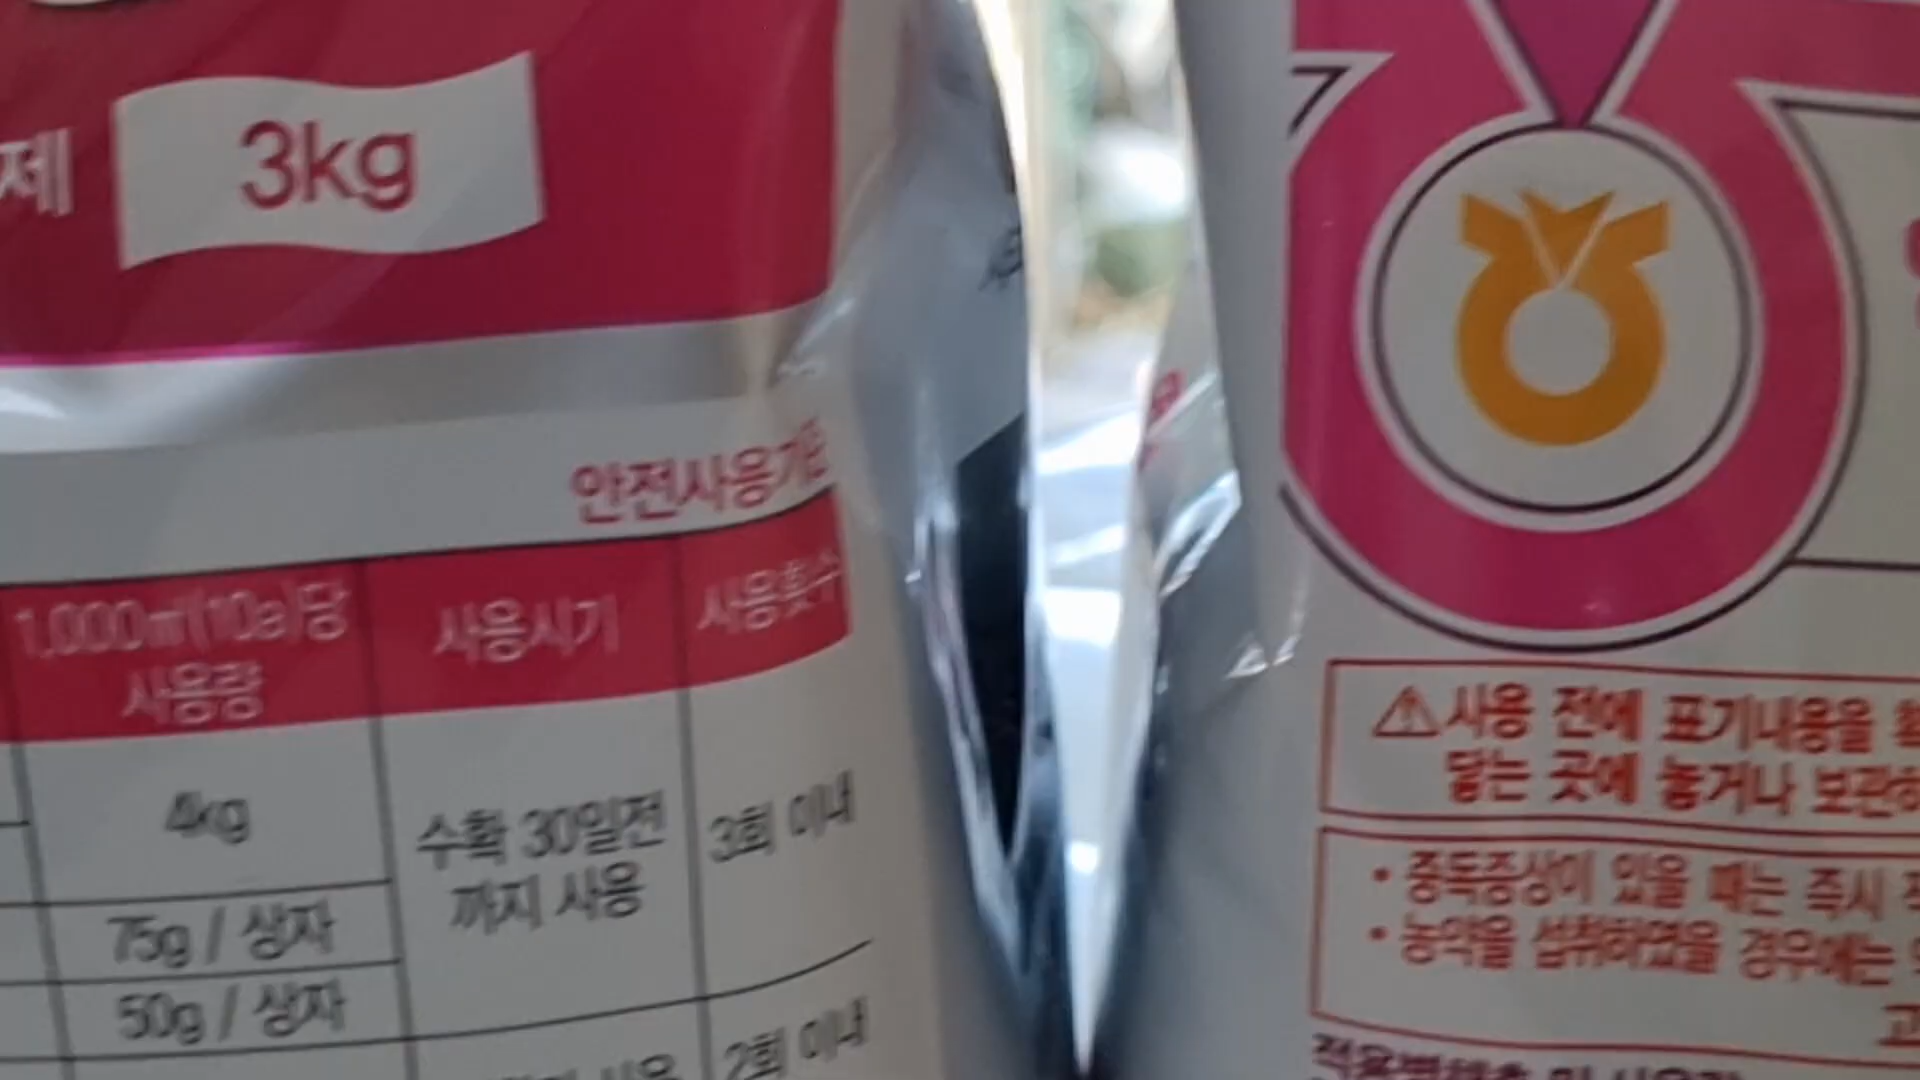 제 3kg
안전사용기준
1,000㎡(10a)당
사용량
사용시기
사용횟수
4kg
수확 30일전
까지 사용
3회 이내
75g / 상자
50g / 상자
사용
2회 이내
⚠사용 전에 표기내용을
닿는 곳에 놓거나
• 중독증상이 있을 때는 즉시
• 농약을 섭취하였을 경우에는
고